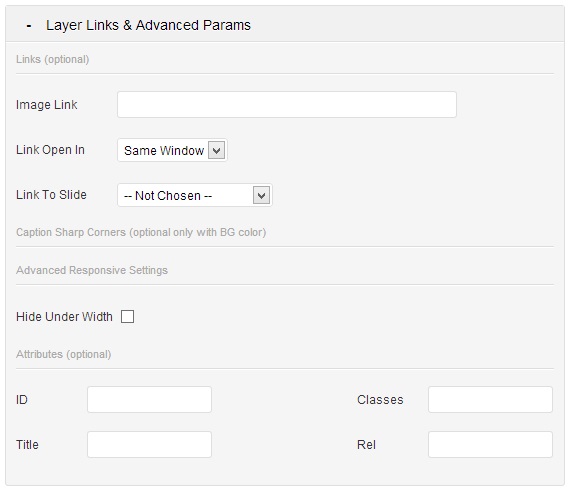 - Layer Links & Advanced Params
Links (optional)
Image Link
Link Open In Same Window
Link To Slide -- Not Chosen --
Caption Sharp Corners (optional only with BG color)
Advanced Responsive Settings
Hide Under Width
Attributes (optional)
ID Classes
Title Rel